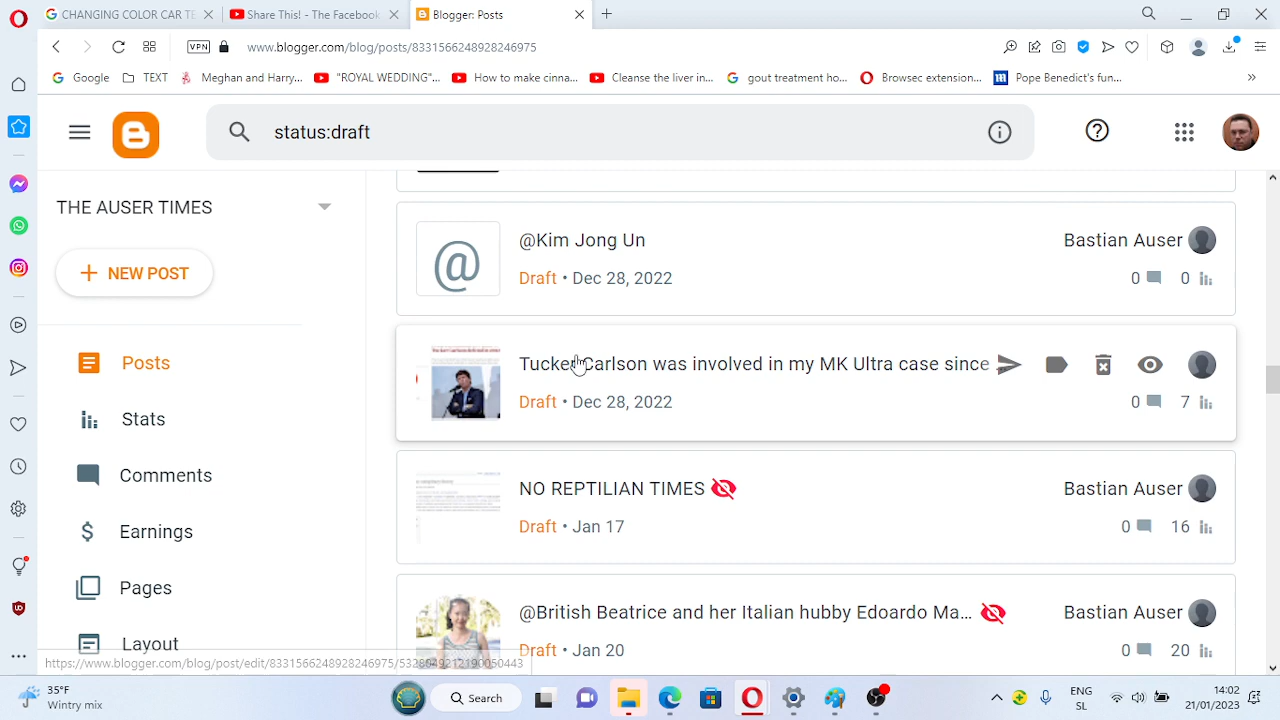 CHANGING COLOR CAR TE
Share This! - The Facebook
Blogger: Posts
VPN
www.blogger.com/blog/posts/8331566248928246975
Google
TEXT
Meghan and Harry...
"ROYAL WEDDING"...
How to make cinna...
Cleanse the liver in...
gout treatment ho...
Browsec extension...
Pope Benedict's fun...
status:draft
THE AUSER TIMES
NEW POST
Posts
Stats
Comments
Earnings
Pages
Layout
@
@Kim Jong Un
Bastian Auser
Draft • Dec 28, 2022
0
0
Tucker Carlson was involved in my MK Ultra case since
Draft • Dec 28, 2022
0
7
NO REPTILIAN TIMES
Bastian Auser
Draft • Jan 17
0
16
@British Beatrice and her Italian hubby Edoardo Ma...
Bastian Auser
Draft • Jan 20
0
20
35°F
Wintry mix
Search
ENG
SL
14:02
21/01/2023